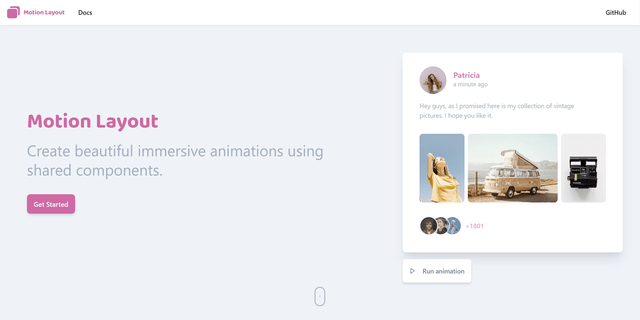 Motion Layout
Docs
GitHub
Motion Layout
Create beautiful immersive animations using
shared components.
Get Started
Patricia
a minute ago
Hey guys, as I promised here is my collection of vintage
pictures. I hope you like it.
+1801
Run animation